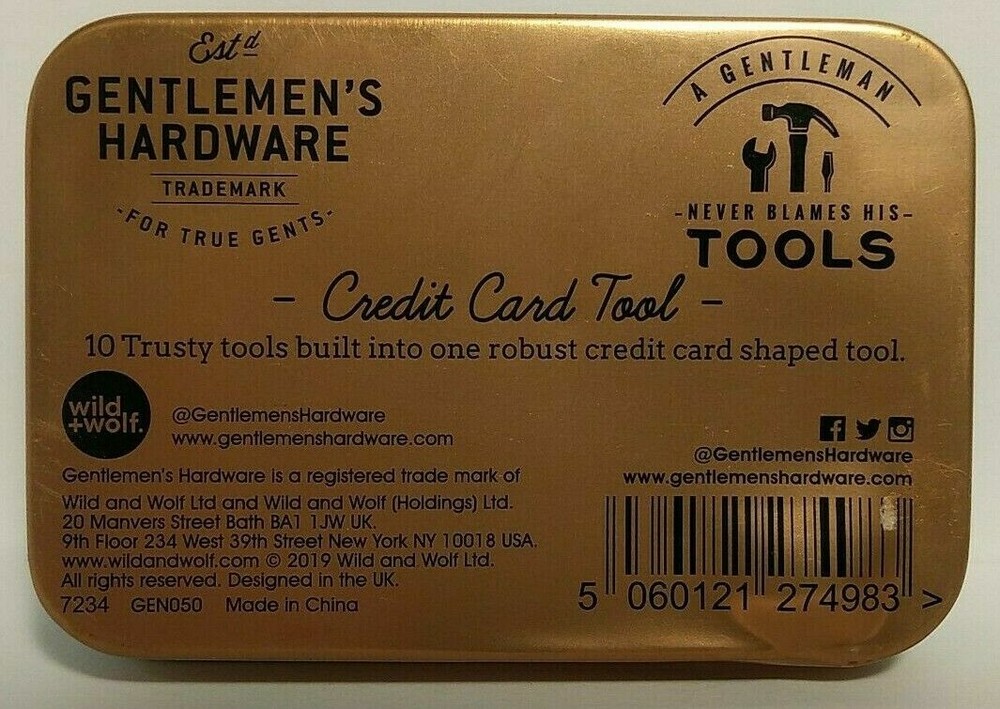 Estd
GENTLEMEN'S
HARDWARE
TRADEMARK
-FOR TRUE GENTS-
A GENTLEMAN
-NEVER BLAMES HIS-
TOOLS
- Credit Card Tool -
10 Trusty tools built into one robust credit card shaped tool.
wild
+wolf.
@GentlemensHardware
www.gentlemenshardware.com
Gentlemen's Hardware is a registered trade mark of
Wild and Wolf Ltd and Wild and Wolf (Holdings) Ltd.
20 Manvers Street Bath BA1 1JW UK.
9th Floor 234 West 39th Street New York NY 10018 USA.
www.wildandwolf.com © 2019 Wild and Wolf Ltd.
All rights reserved. Designed in the UK.
7234 GEN050 Made in China
@GentlemensHardware
www.gentlemenshardware.com
5 060121 274983 >